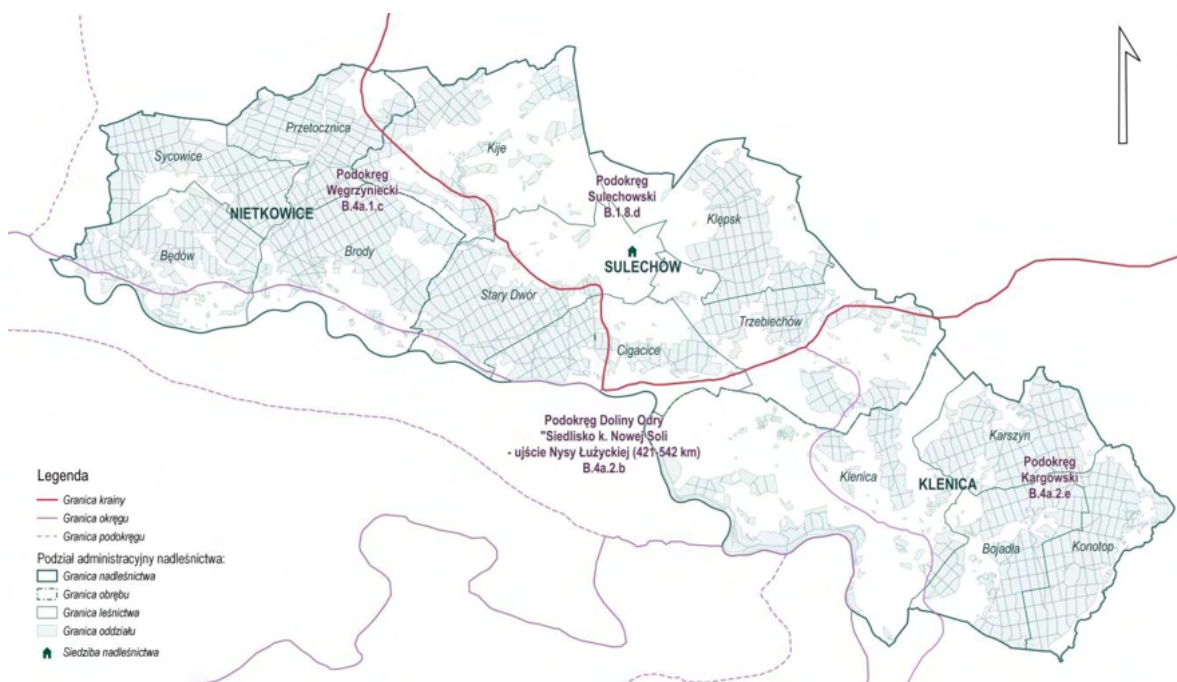 Przetocznica
Kije
Sycowice
Podokręg
Węgrzyniecki
B.4a.1.c
Podokręg
Sulechowski
B.1.8.d
NIETKOWICE
Klępsk
Będów
Brody
SULECHÓW
Stary Dwór
Trzebiechów
Cigacice
Podokręg Doliny Odry
"Siedlisko k. Nowej Soli
- ujście Nysy Łużyckiej (421-542 km)
B.4a.2.b
Karszyn
Podokręg
Kargowski
B.4a.2.e
Klenica
KLENICA
Bojadła
Konotop
Legenda
Granica krainy
Granica okręgu
Granica podokręgu
Podział administracyjny nadleśnictwa:
Granica nadleśnictwa
Granica obrębu
Granica leśnictwa
Granica oddziału
Siedziba nadleśnictwa